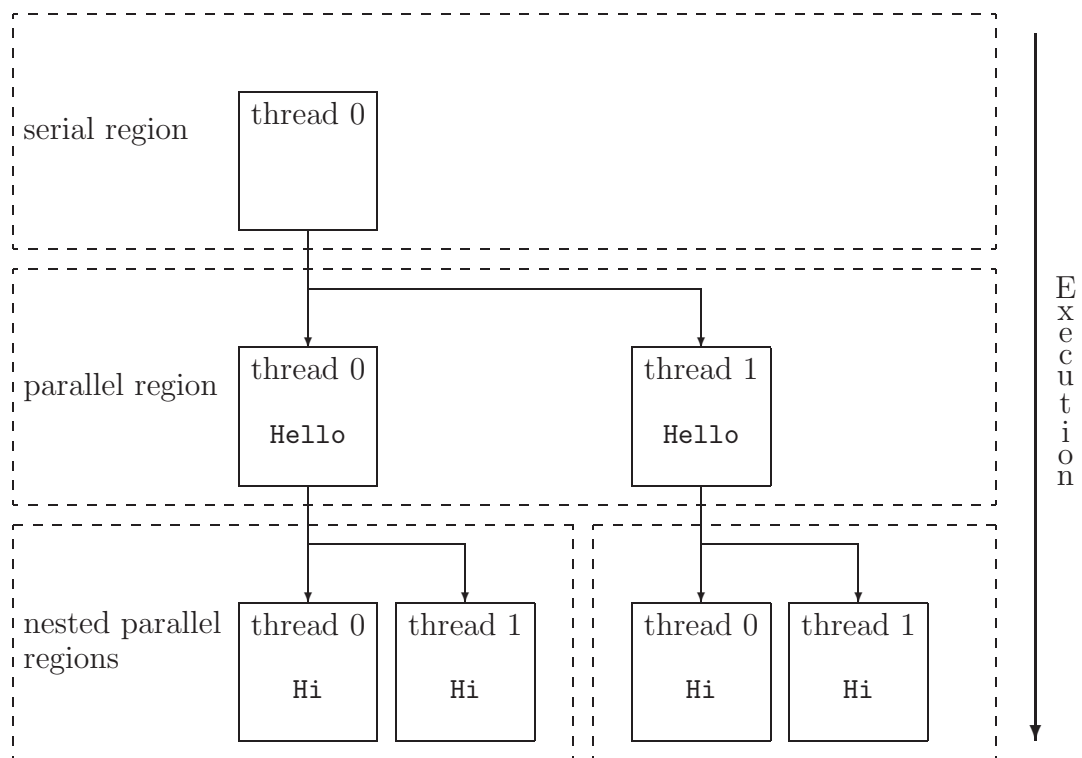 thread 0
serial region
thread 0
thread 1
parallel region
Hello
Hello
Execution
nested parallel
regions
thread 0
thread 1
thread 0
thread 1
Hi
Hi
Hi
Hi